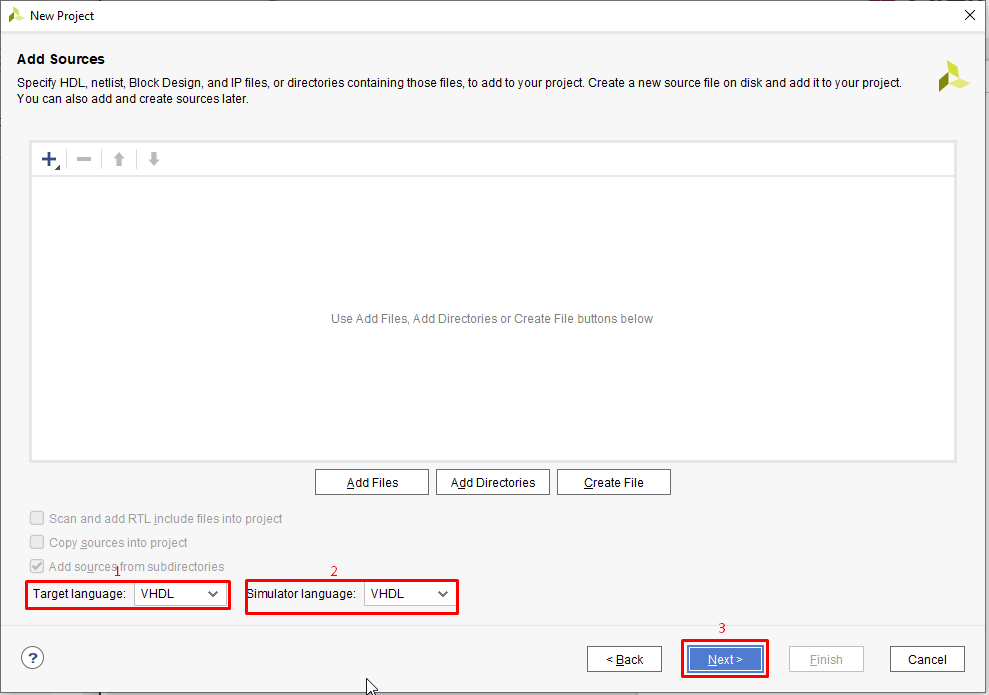 New Project
Add Sources
Specify HDL, netlist, Block Design, and IP files, or directories containing those files, to add to your project. Create a new source file on disk and add it to your project.
You can also add and create sources later.
Use Add Files, Add Directories or Create File buttons below
Add Files
Add Directories
Create File
Scan and add RTL include files into project
Copy sources into project
Add sources from subdirectories
1
2
Target language: VHDL
Simulator language: VHDL
3
?
< Back
Next >
Finish
Cancel